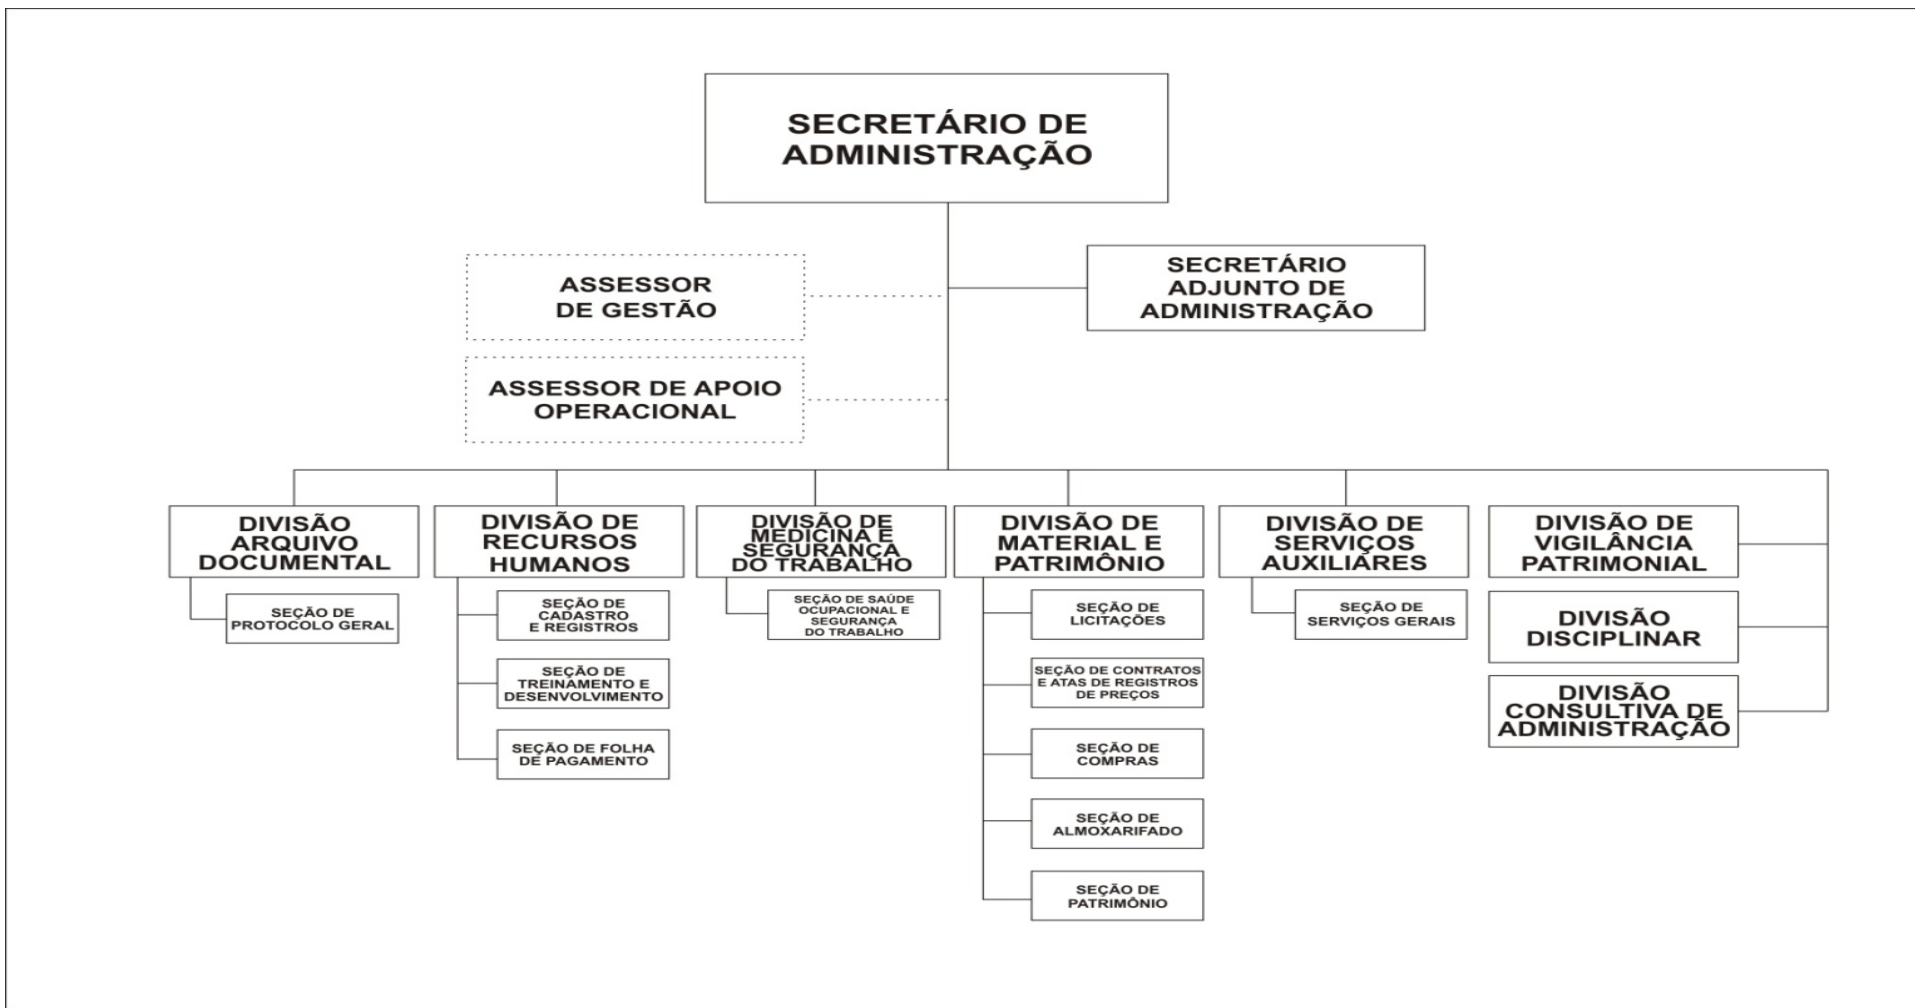 SECRETÁRIO DE
ADMINISTRAÇÃO
ASSESSOR
DE GESTÃO
SECRETÁRIO
ADJUNTO DE
ADMINISTRAÇÃO
ASSESSOR DE APOIO
OPERACIONAL
DIVISÃO
ARQUIVO
DOCUMENTAL
SEÇÃO DE
PROTOCOLO GERAL
DIVISÃO DE
RECURSOS
HUMANOS
SEÇÃO DE
CADASTRO
E REGISTROS
SEÇÃO DE
TREINAMENTO E
DESENVOLVIMENTO
SEÇÃO DE FOLHA
DE PAGAMENTO
DIVISÃO DE
MEDICINA E
SEGURANÇA
DO TRABALHO
SEÇÃO DE SAÚDE
OCUPACIONAL E
SEGURANÇA
DO TRABALHO
DIVISÃO DE
MATERIAL E
PATRIMÔNIO
SEÇÃO DE
LICITAÇÕES
SEÇÃO DE CONTRATOS
E ATAS DE REGISTROS
DE PREÇOS
SEÇÃO DE
COMPRAS
SEÇÃO DE
ALMOXARIFADO
SEÇÃO DE
PATRIMÔNIO
DIVISÃO DE
SERVIÇOS
AUXILIARES
SEÇÃO DE
SERVIÇOS GERAIS
DIVISÃO DE
VIGILÂNCIA
PATRIMONIAL
DIVISÃO
DISCIPLINAR
DIVISÃO
CONSULTIVA DE
ADMINISTRAÇÃO